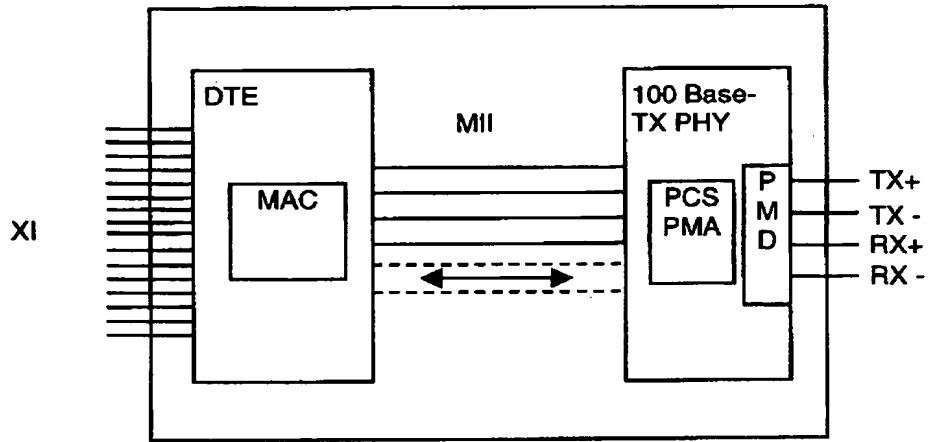 DTE
MAC
XI
MII
100 Base-
TX PHY
PCS
PMA
P
M
D
TX+
TX -
RX+
RX -